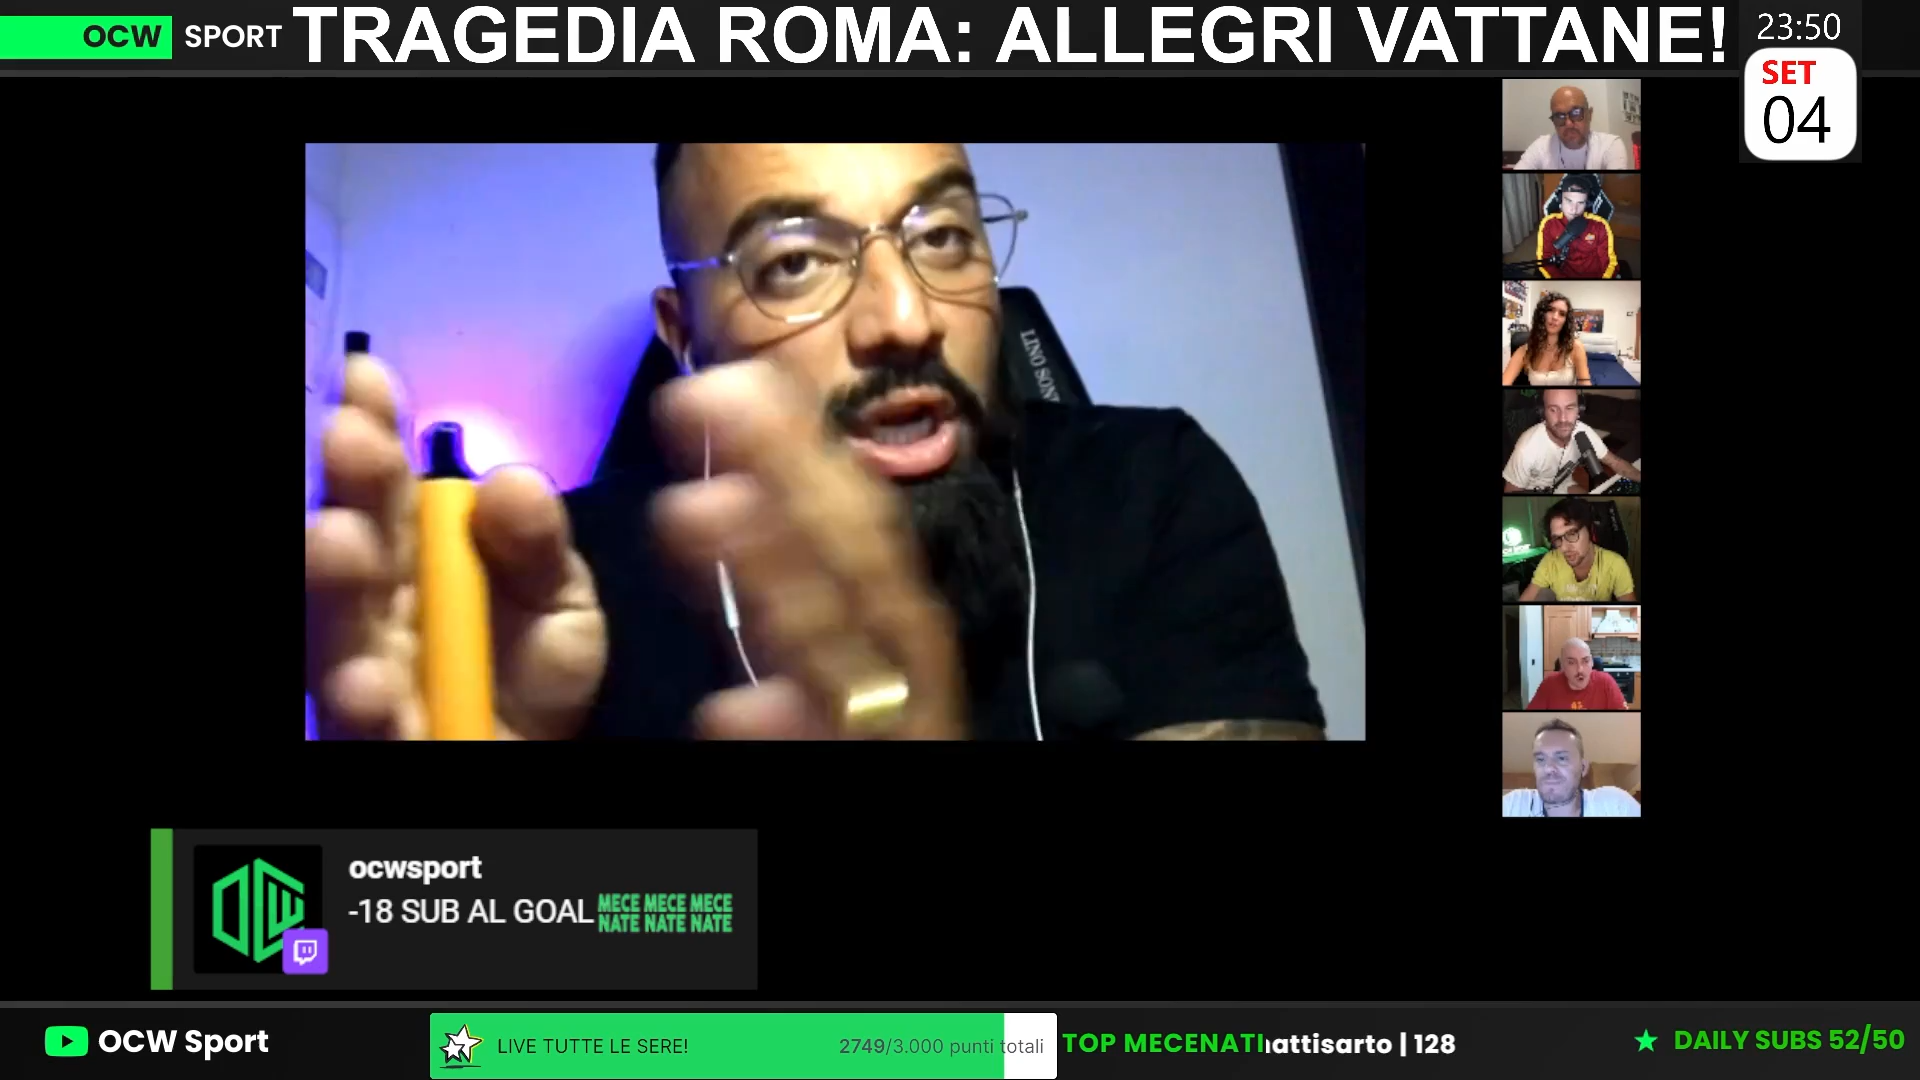 OCW SPORT TRAGEDIA ROMA: ALLEGRI VATTANE!
23:50
SET
04
LINO SON
ocwsport
-18 SUB AL GOAL MECE MECE MECE
NATE NATE NATE
OCW Sport
LIVE TUTTE LE SERE!
2749/3.000 punti totali
TOP MECENATI
attisarto | 128
DAILY SUBS 52/50